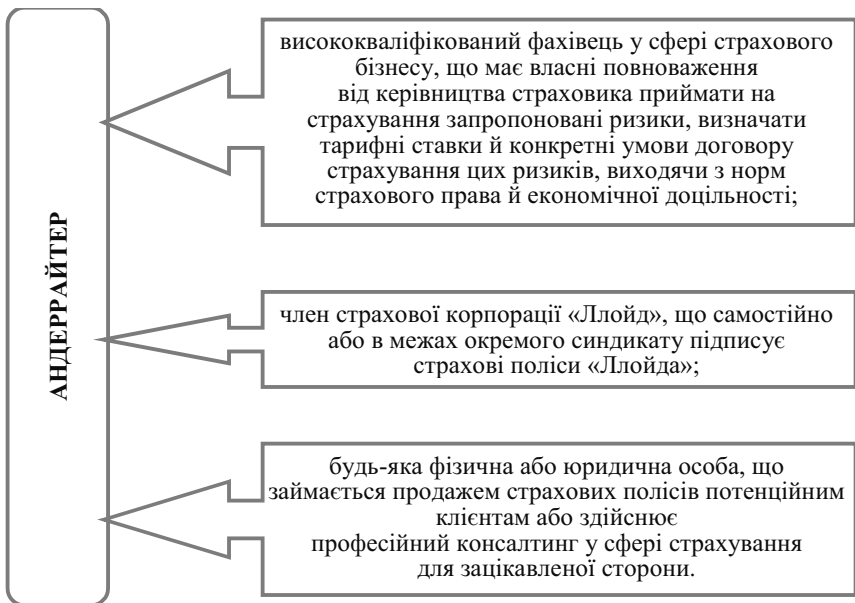 АНДЕРРАЙТЕР
висококваліфікований фахівець у сфері страхового
бізнесу, що має власні повноваження
від керівництва страховика приймати на
страхування запропоновані ризики, визначати
тарифні ставки й конкретні умови договору
страхування цих ризиків, виходячи з норм
страхового права й економічної доцільності;
член страхової корпорації «Ллойд», що самостійно
або в межах окремого синдикату підписує
страхові поліси «Ллойда»;
будь-яка фізична або юридична особа, що
займається продажем страхових полісів потенційним
клієнтам або здійснює
професійний консалтинг у сфері страхування
для зацікавленої сторони.